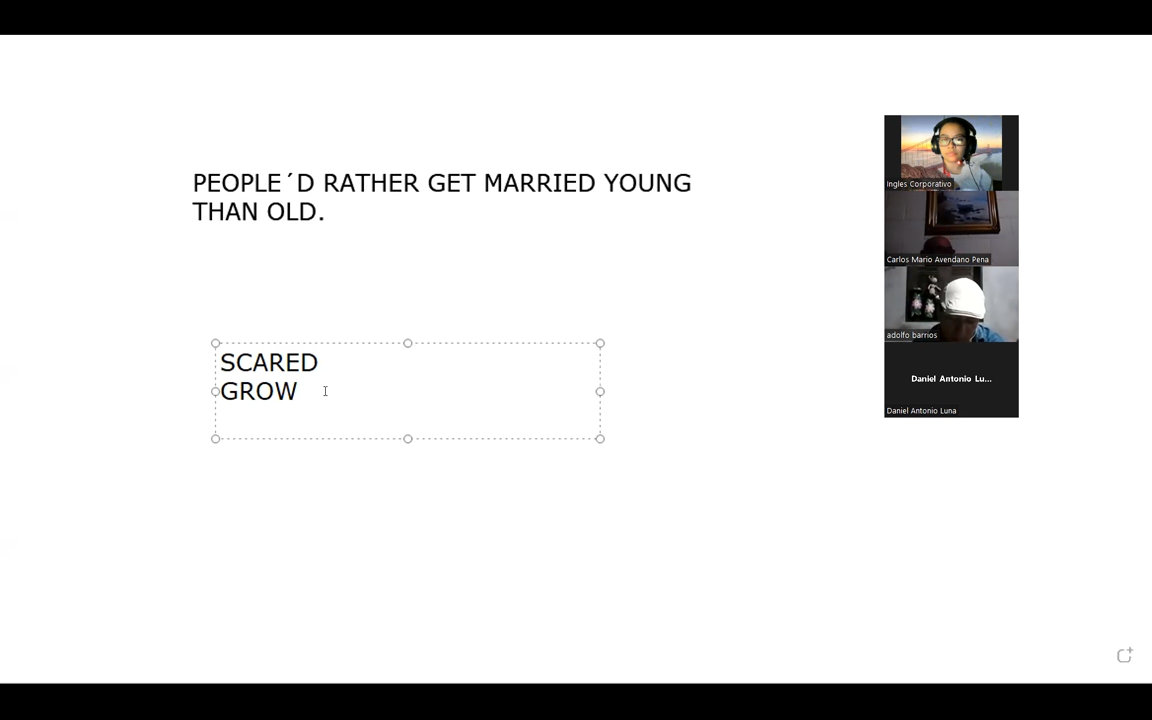 PEOPLE´D RATHER GET MARRIED YOUNG
THAN OLD.
SCARED
GROW
Ingles Corporativo
Carlos Mario Avendano Pena
adolfo barrios
Daniel Antonio Lu...
Daniel Antonio Luna